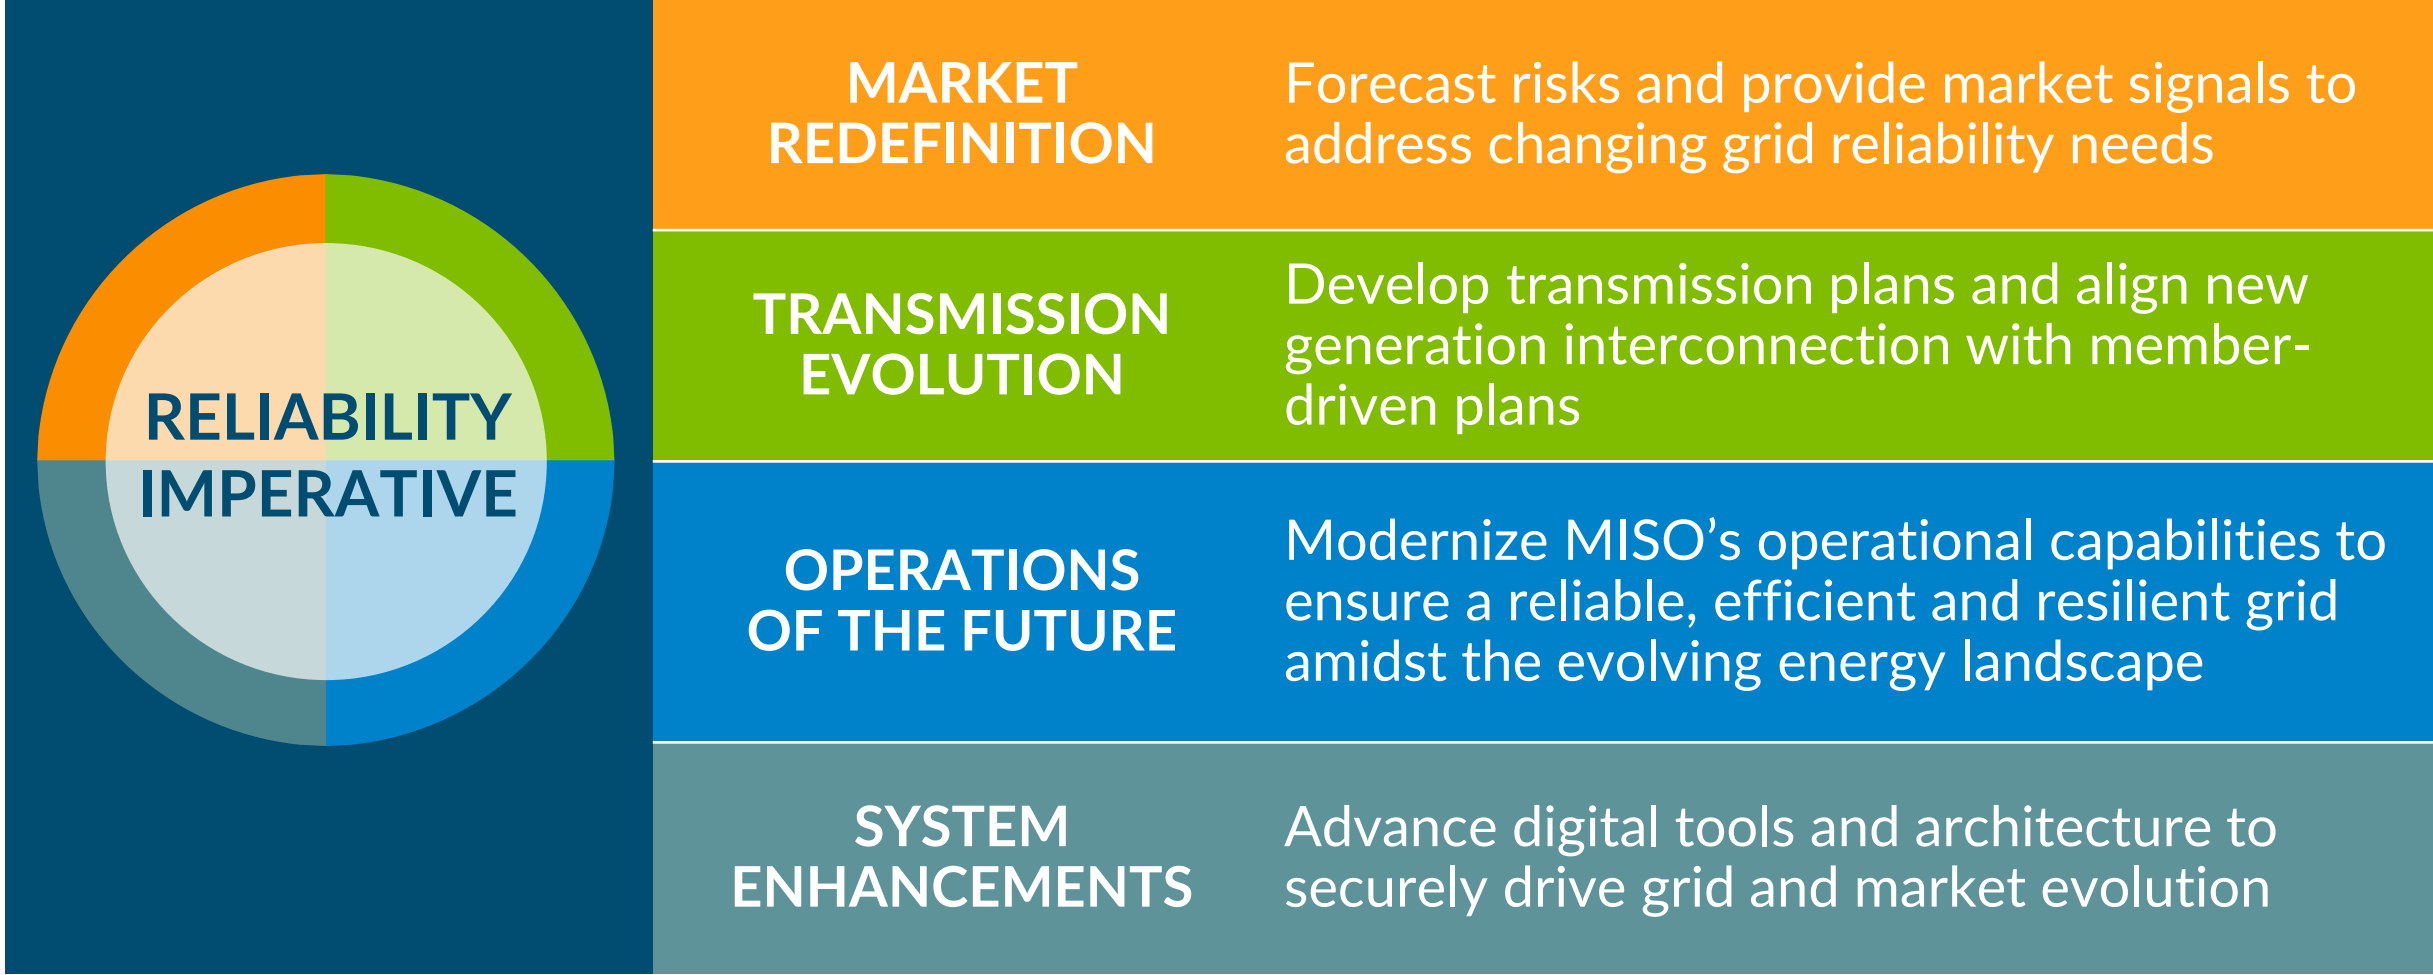 RELIABILITY
IMPERATIVE
MARKET
REDEFINITION
Forecast risks and provide market signals to
address changing grid reliability needs
TRANSMISSION
EVOLUTION
Develop transmission plans and align new
generation interconnection with member-
driven plans
OPERATIONS
OF THE FUTURE
Modernize MISO’s operational capabilities to
ensure a reliable, efficient and resilient grid
amidst the evolving energy landscape
SYSTEM
ENHANCEMENTS
Advance digital tools and architecture to
securely drive grid and market evolution